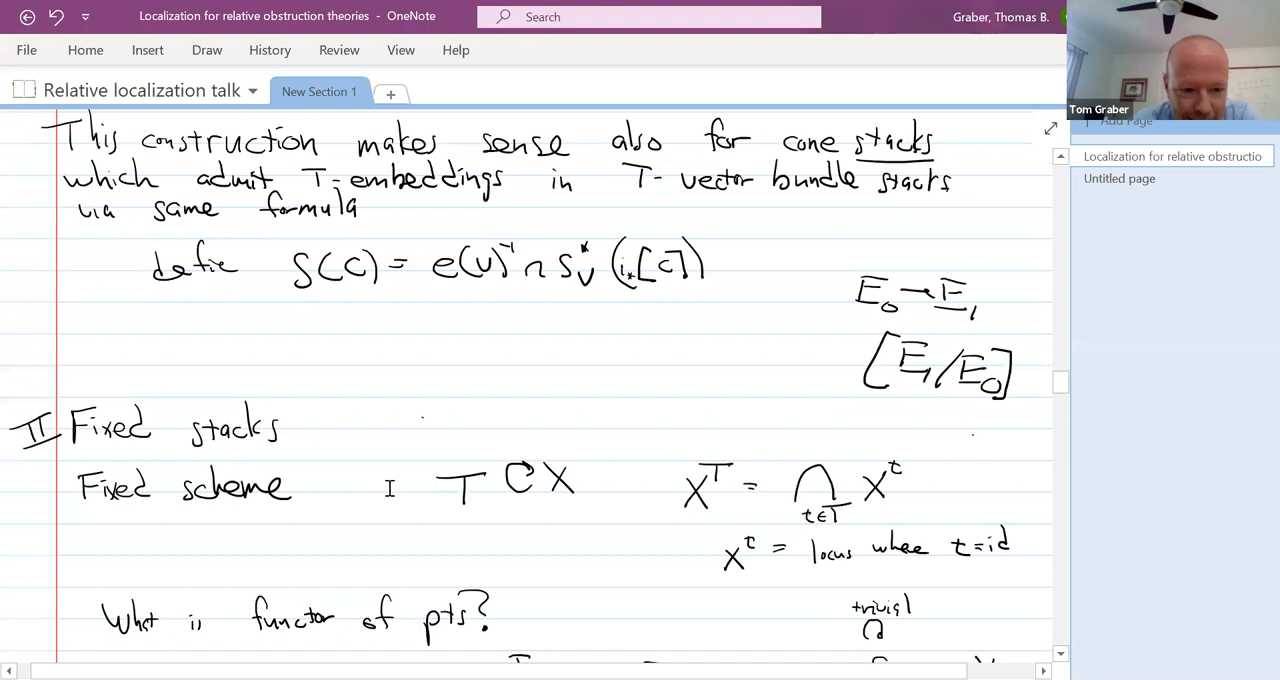 Localization for relative obstruction theories - OneNote
Search
Graber, Thomas B.
File Home Insert Draw History Review View Help
Relative localization talk
New Section 1
Tom Graber
Add Page
Localization for relative obstructio
Untitled page
This construction makes sense also for cone stacks
which admit T-embeddings in T-vector bundle stacks
via same formula
defie S(C) = e(V)⁻¹ ∩ S*_V (i_*[C])
E₀ → E₁
[E₁/E₀]
II Fixed stacks
Fixed scheme T ↻ X X^T = ∩_{t∈T} X^t
X^t = locus where t=id
What is functor of pts?
trivial